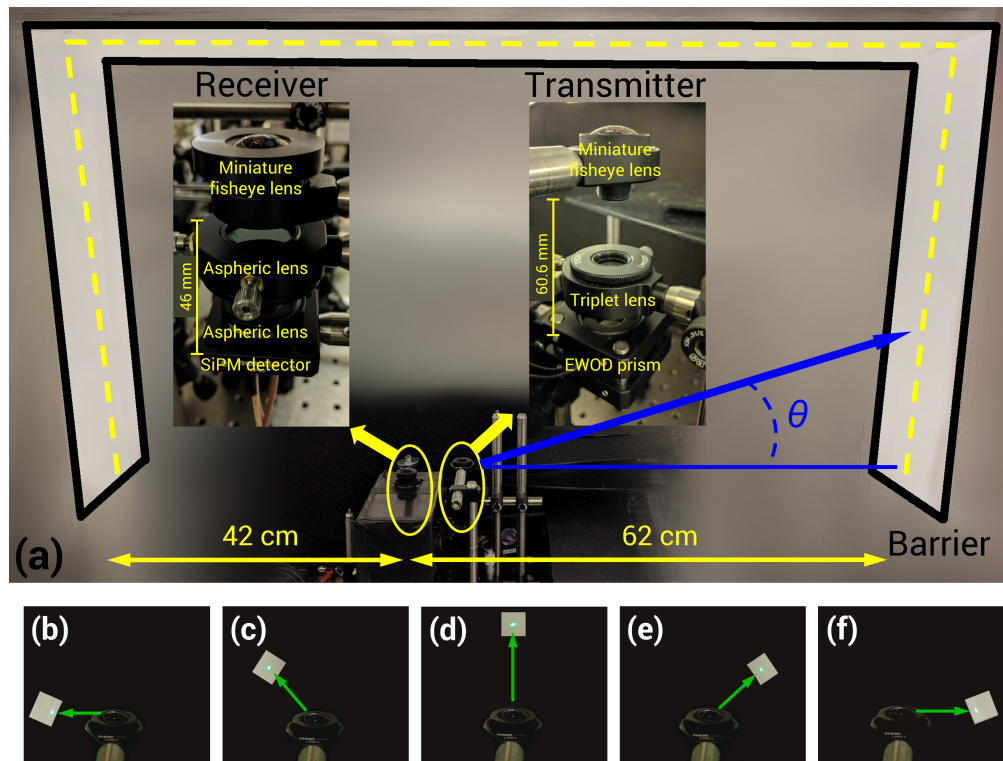 Receiver
Transmitter
Miniature
fisheye lens
46 mm
Aspheric lens
Aspheric lens
SiPM detector
Miniature
fisheye lens
60.6 mm
Triplet lens
EWOD prism
θ
(a)
42 cm
62 cm
Barrier
(b)
(c)
(d)
(e)
(f)